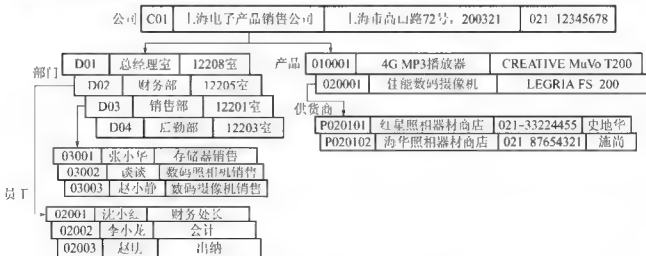 公司 C01 上海电子产品销售公司 上海市高山路72号，200321 021 12345678
部门 D01 总经理室 12208室
产品 010001 4G MP3播放器 CREATIVE MuVo T200
D02 财务部 12205室
020001 佳能数码摄像机 LEGRIA FS 200
D03 销售部 12201室
供货商
D04 后勤部 12203室
P020101 红星照相器材商店 021-33224455 史地华
P020102 海华照相器材商店 021 87654321 施尚
03001 张小华 存储器销售
03002 谈谈 数码照相机销售
03003 赵小静 数码摄像机销售
员工
02001 沈小红 财务处长
02002 李小龙 会计
02003 出纳